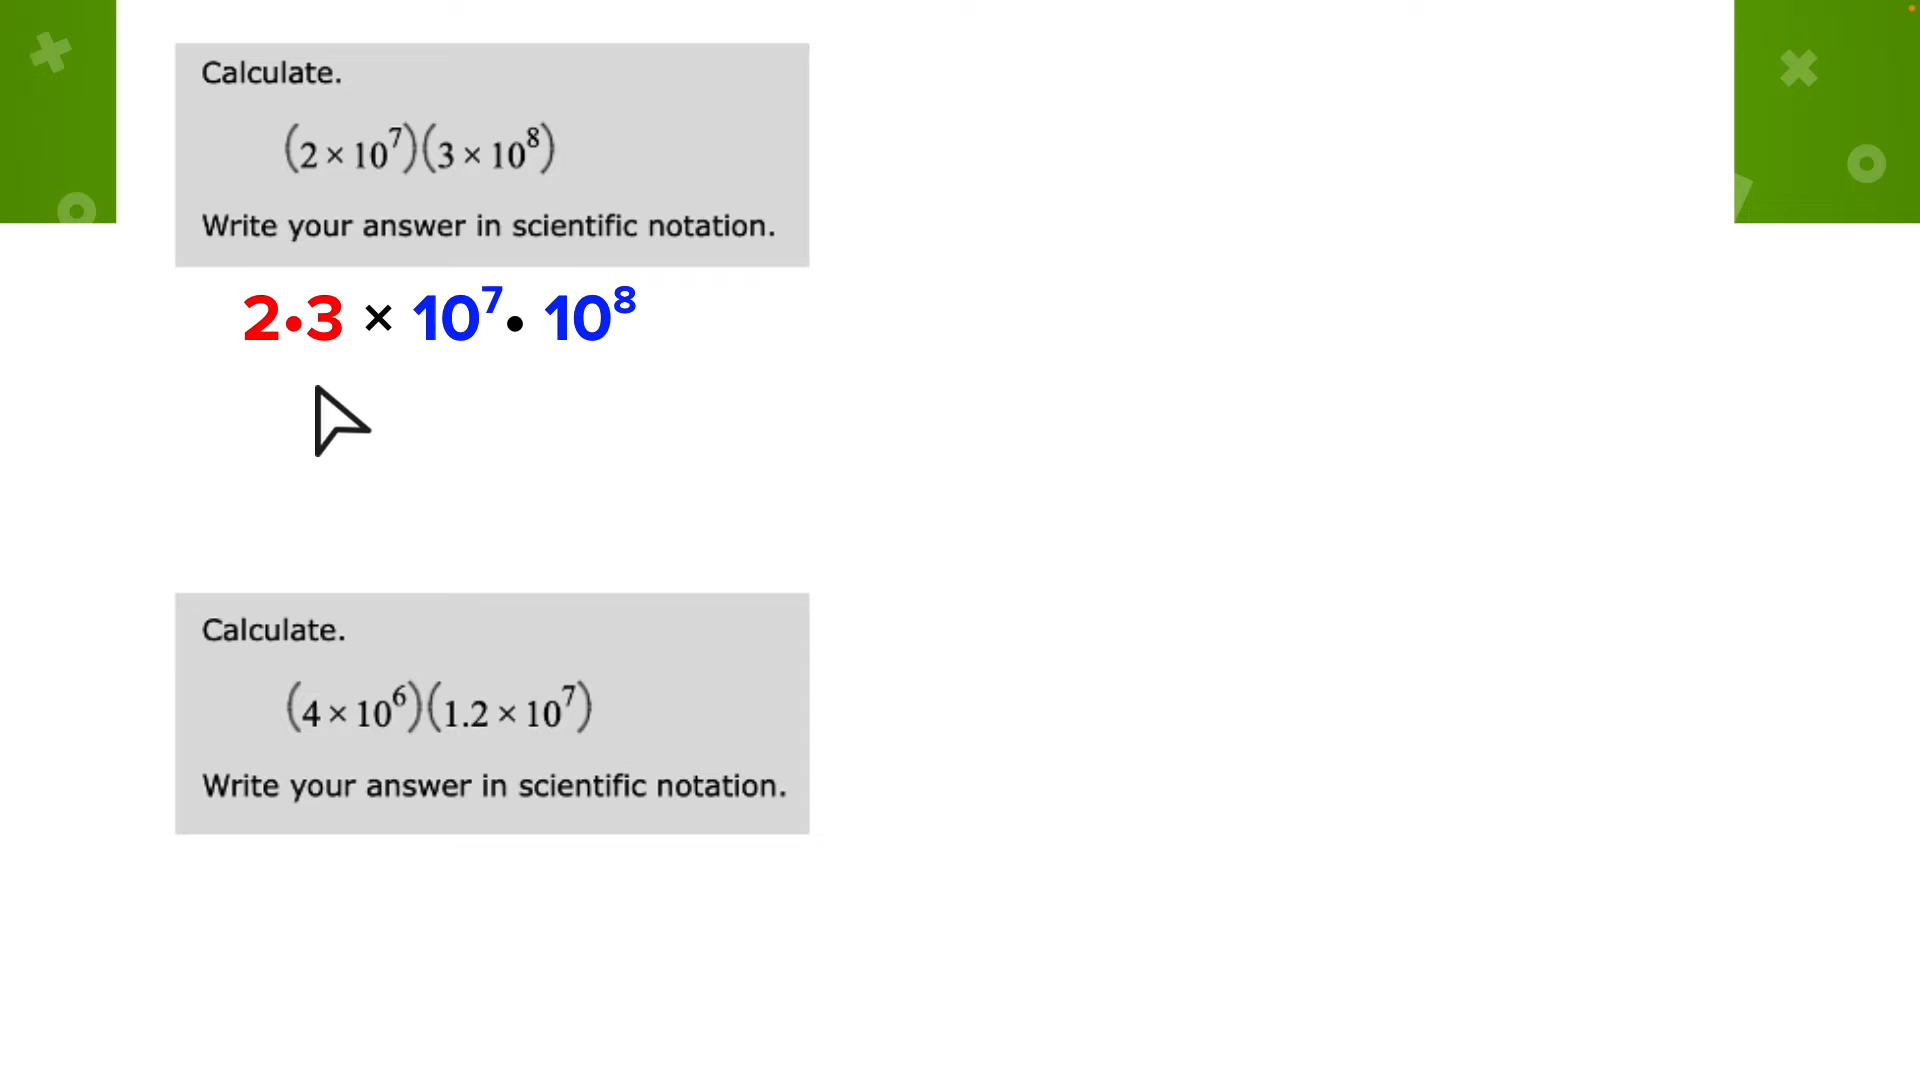 Calculate.
(2 × 10⁷)(3 × 10⁸)
Write your answer in scientific notation.
2•3 × 10⁷• 10⁸
Calculate.
(4 × 10⁶)(1.2 × 10⁷)
Write your answer in scientific notation.